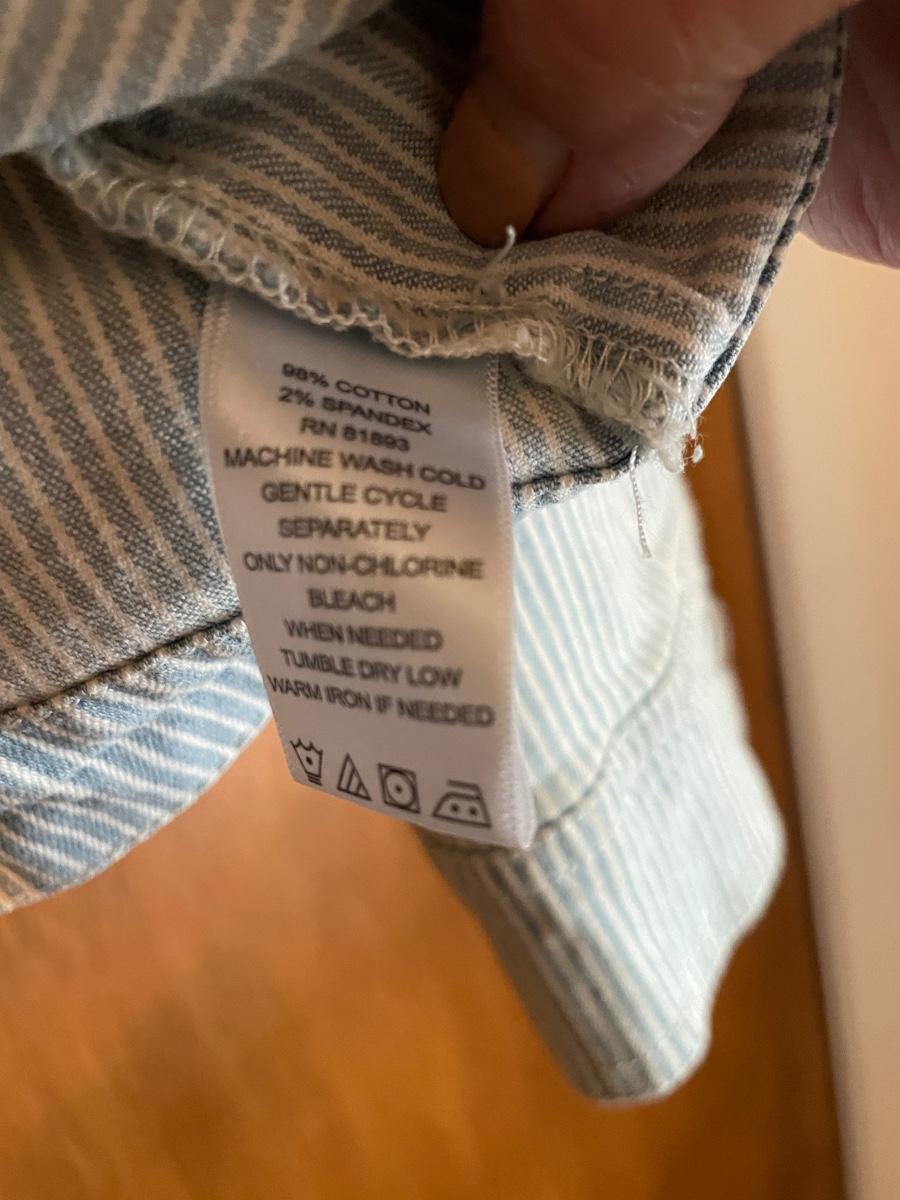 98% COTTON
2% SPANDEX
RN 81893
MACHINE WASH COLD
GENTLE CYCLE
SEPARATELY
ONLY NON-CHLORINE
BLEACH
WHEN NEEDED
TUMBLE DRY LOW
WARM IRON IF NEEDED